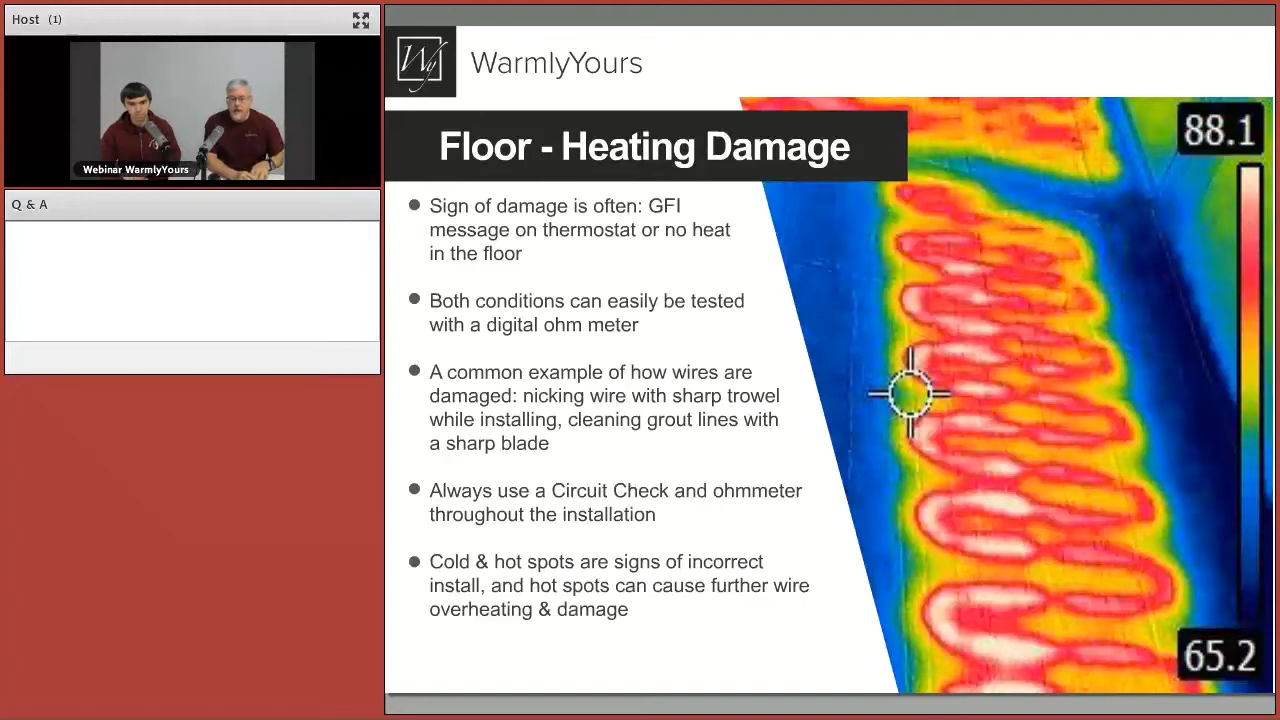 Host (1)
Webinar WarmlyYours
Q & A
Wy
WarmlyYours
Floor - Heating Damage
Sign of damage is often: GFI
message on thermostat or no heat
in the floor
Both conditions can easily be tested
with a digital ohm meter
A common example of how wires are
damaged: nicking wire with sharp trowel
while installing, cleaning grout lines with
a sharp blade
Always use a Circuit Check and ohmmeter
throughout the installation
Cold & hot spots are signs of incorrect
install, and hot spots can cause further wire
overheating & damage
88.1
65.2